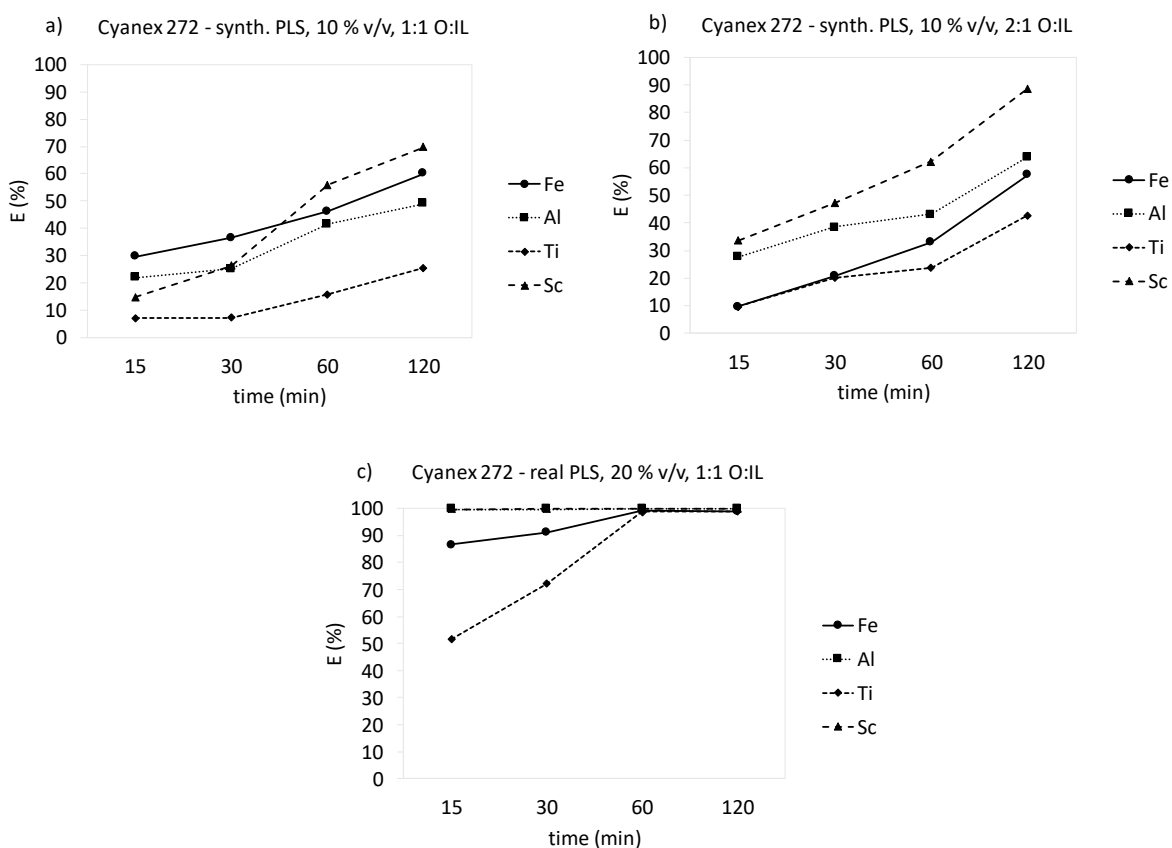 a) Cyanex 272 - synth. PLS, 10 % v/v, 1:1 O:IL
100
90
80
70
60
50
40
30
20
10
0
E (%)
15 30 60 120
time (min)
Fe
Al
Ti
Sc
b) Cyanex 272 - synth. PLS, 10 % v/v, 2:1 O:IL
100
90
80
70
60
50
40
30
20
10
0
E (%)
15 30 60 120
time (min)
Fe
Al
Ti
Sc
c) Cyanex 272 - real PLS, 20 % v/v, 1:1 O:IL
100
90
80
70
60
50
40
30
20
10
0
E (%)
15 30 60 120
time (min)
Fe
Al
Ti
Sc